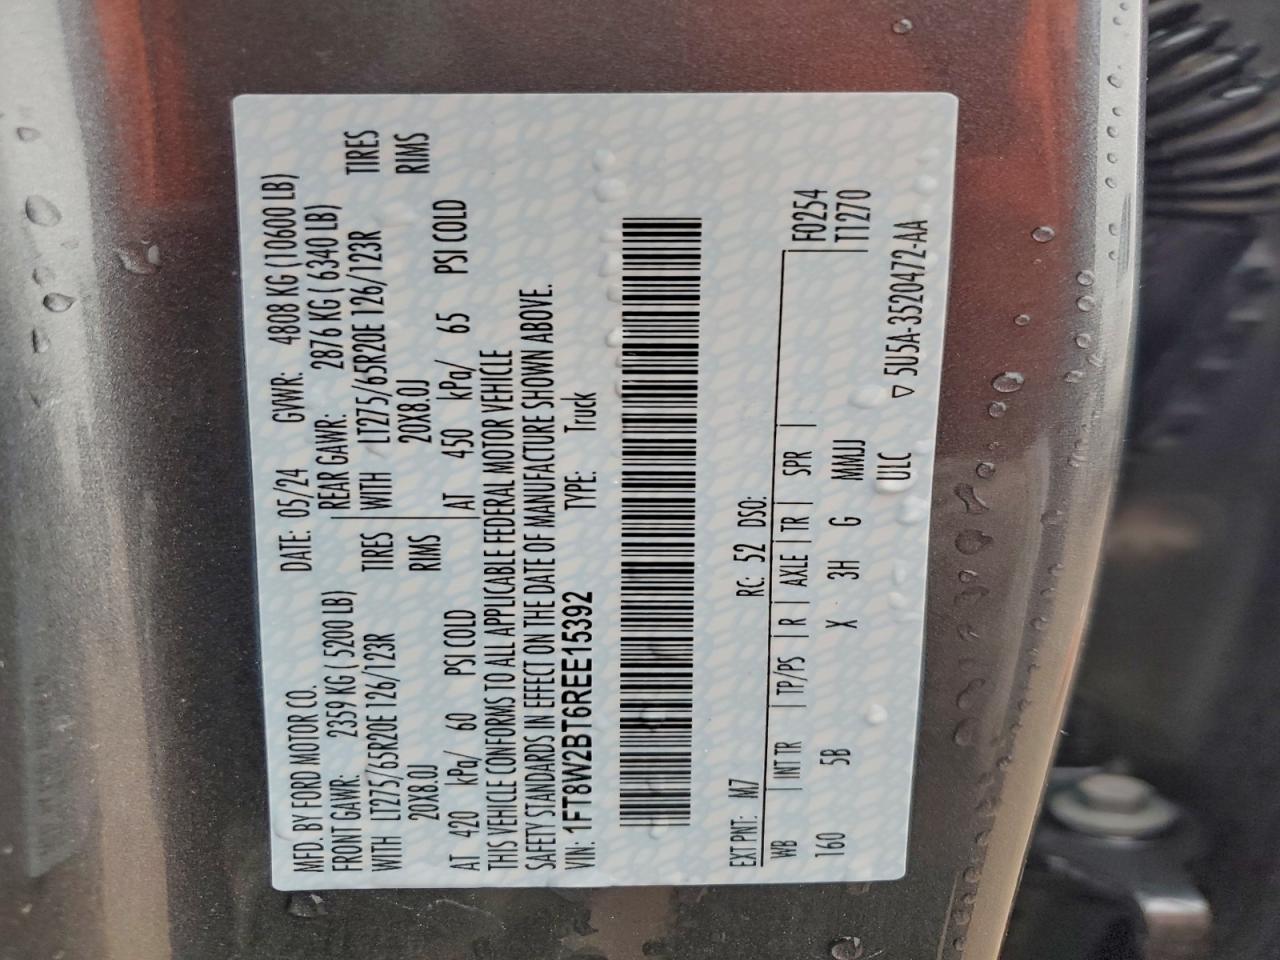 MFD. BY FORD MOTOR CO. DATE: 05/24 GVWR: 4808 KG (10600 LB)
FRONT GAWR: 2359 KG ( 5200 LB) REAR GAWR: 2876 KG ( 6340 LB)
WITH LT275/65R20E 126/123R TIRES WITH LT275/65R20E 126/123R TIRES
20X8.0J RIMS 20X8.0J RIMS
AT 420 kPa/ 60 PSI COLD AT 450 kPa/ 65 PSI COLD
THIS VEHICLE CONFORMS TO ALL APPLICABLE FEDERAL MOTOR VEHICLE
SAFETY STANDARDS IN EFFECT ON THE DATE OF MANUFACTURE SHOWN ABOVE.
VIN: 1FT8W2BT6REE15392 TYPE: Truck
EXT PNT: M7 RC: 52 DSO:
WB INT TR TP/PS R AXLE TR SPR F0254
160 5B X 3H G MMJJ T1270
ULC
▽ 5U5A-3520472-AA